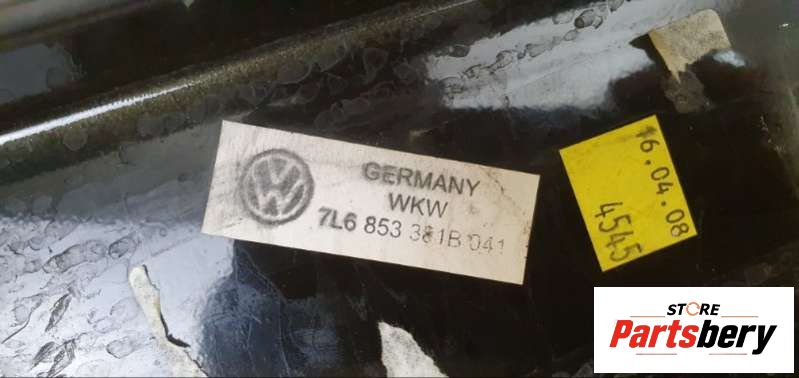 GERMANY
WKW
7L6 853 381B 041
16.04.08
4545
STORE
Partsbery